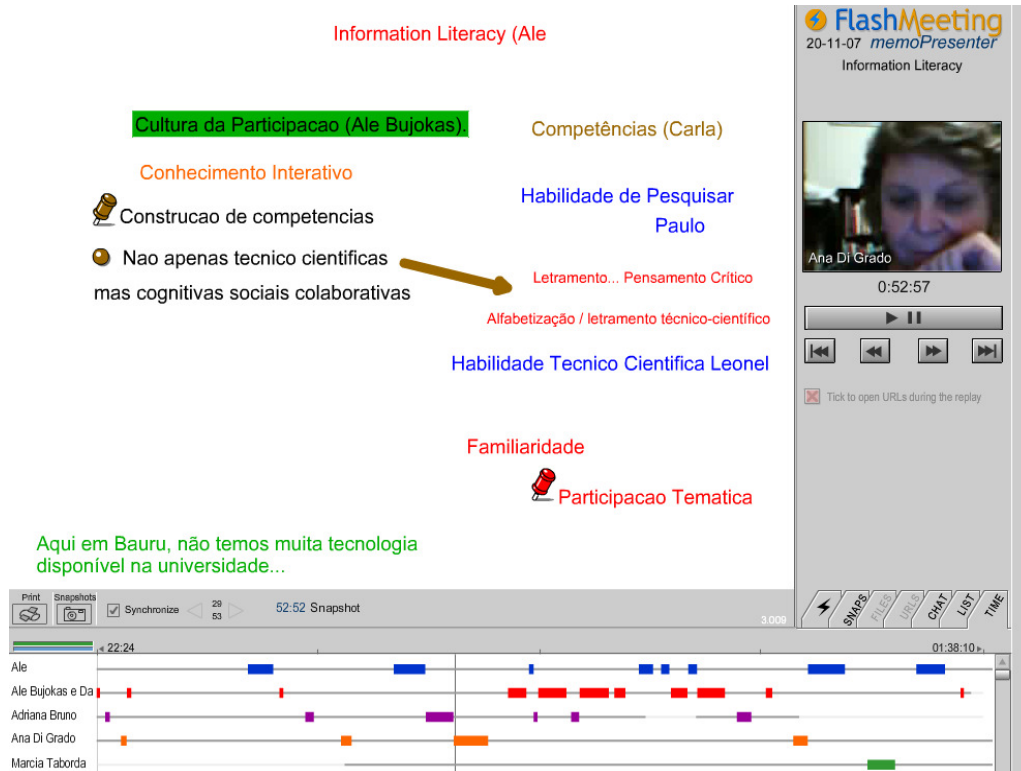 Information Literacy (Ale
Cultura da Participacao (Ale Bujokas).
Competências (Carla)
Conhecimento Interativo
Habilidade de Pesquisar
Paulo
Construcao de competencias
Nao apenas tecnico cientificas
mas cognitivas sociais colaborativas
Letramento... Pensamento Crítico
Alfabetização / letramento técnico-científico
Habilidade Tecnico Cientifica Leonel
Familiaridade
Participacao Tematica
Aqui em Bauru, não temos muita tecnologia
disponível na universidade...
FlashMeeting
20-11-07 memoPresenter
Information Literacy
Ana Di Grado
0:52:57
Tick to open URLs during the replay
Print
Snapshots
Synchronize
29
53
52:52 Snapshot
3.009
SNAPS
FILES
URLS
CHAT
LIST
TIME
22:24
01:38:10
Ale
Ale Bujokas e Da
Adriana Bruno
Ana Di Grado
Marcia Taborda